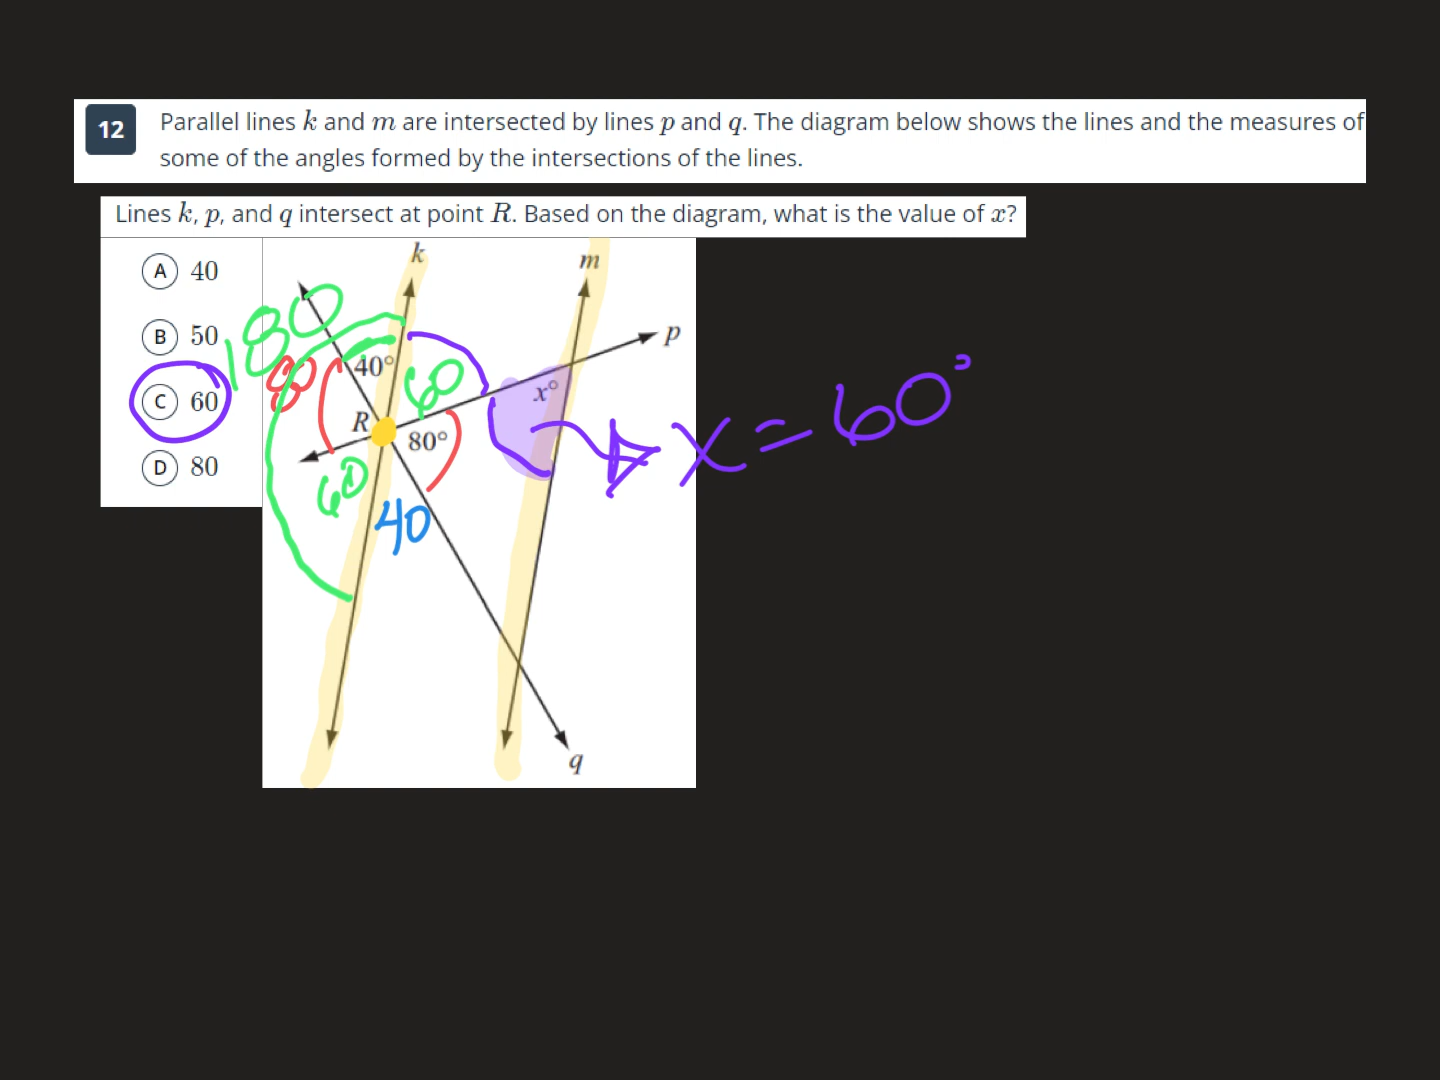 12 Parallel lines k and m are intersected by lines p and q. The diagram below shows the lines and the measures of
some of the angles formed by the intersections of the lines.
Lines k, p, and q intersect at point R. Based on the diagram, what is the value of x?
A 40
B 50
C 60
D 80
k
m
p
180
80
40°
60
x°
x = 60°
R
80°
60
40
q